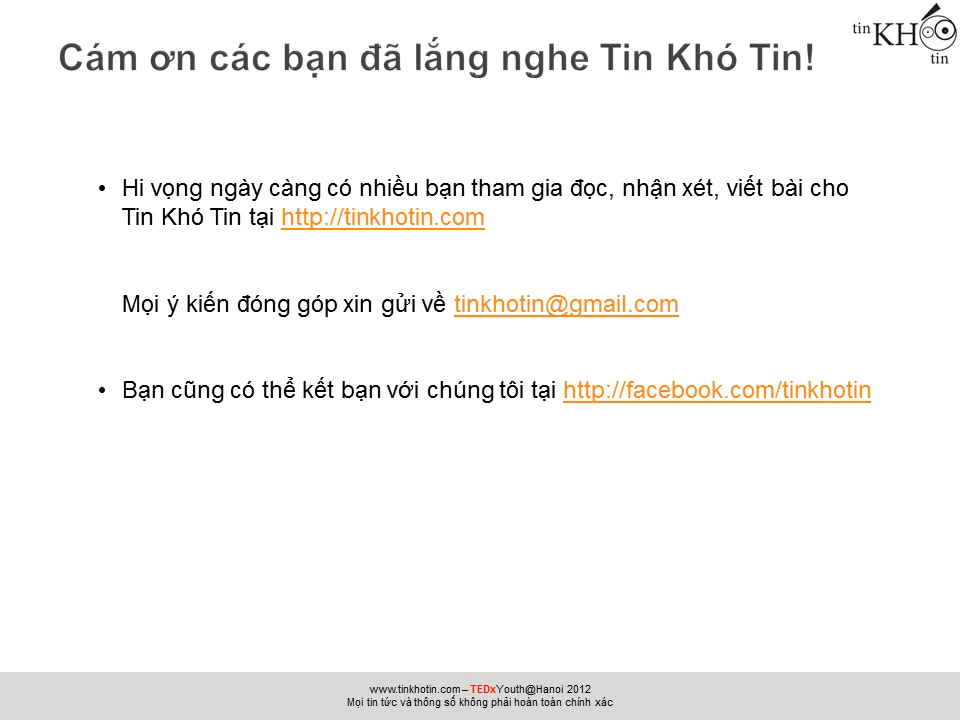 Cám ơn các bạn đã lắng nghe Tin Khó Tin!
tin
KHÓ
tin
• Hi vọng ngày càng có nhiều bạn tham gia đọc, nhận xét, viết bài cho
Tin Khó Tin tại http://tinkhotin.com
Mọi ý kiến đóng góp xin gửi về tinkhotin@gmail.com
• Bạn cũng có thể kết bạn với chúng tôi tại http://facebook.com/tinkhotin
www.tinkhotin.com – TEDxYouth@Hanoi 2012
Mọi tin tức và thông số không phải hoàn toàn chính xác